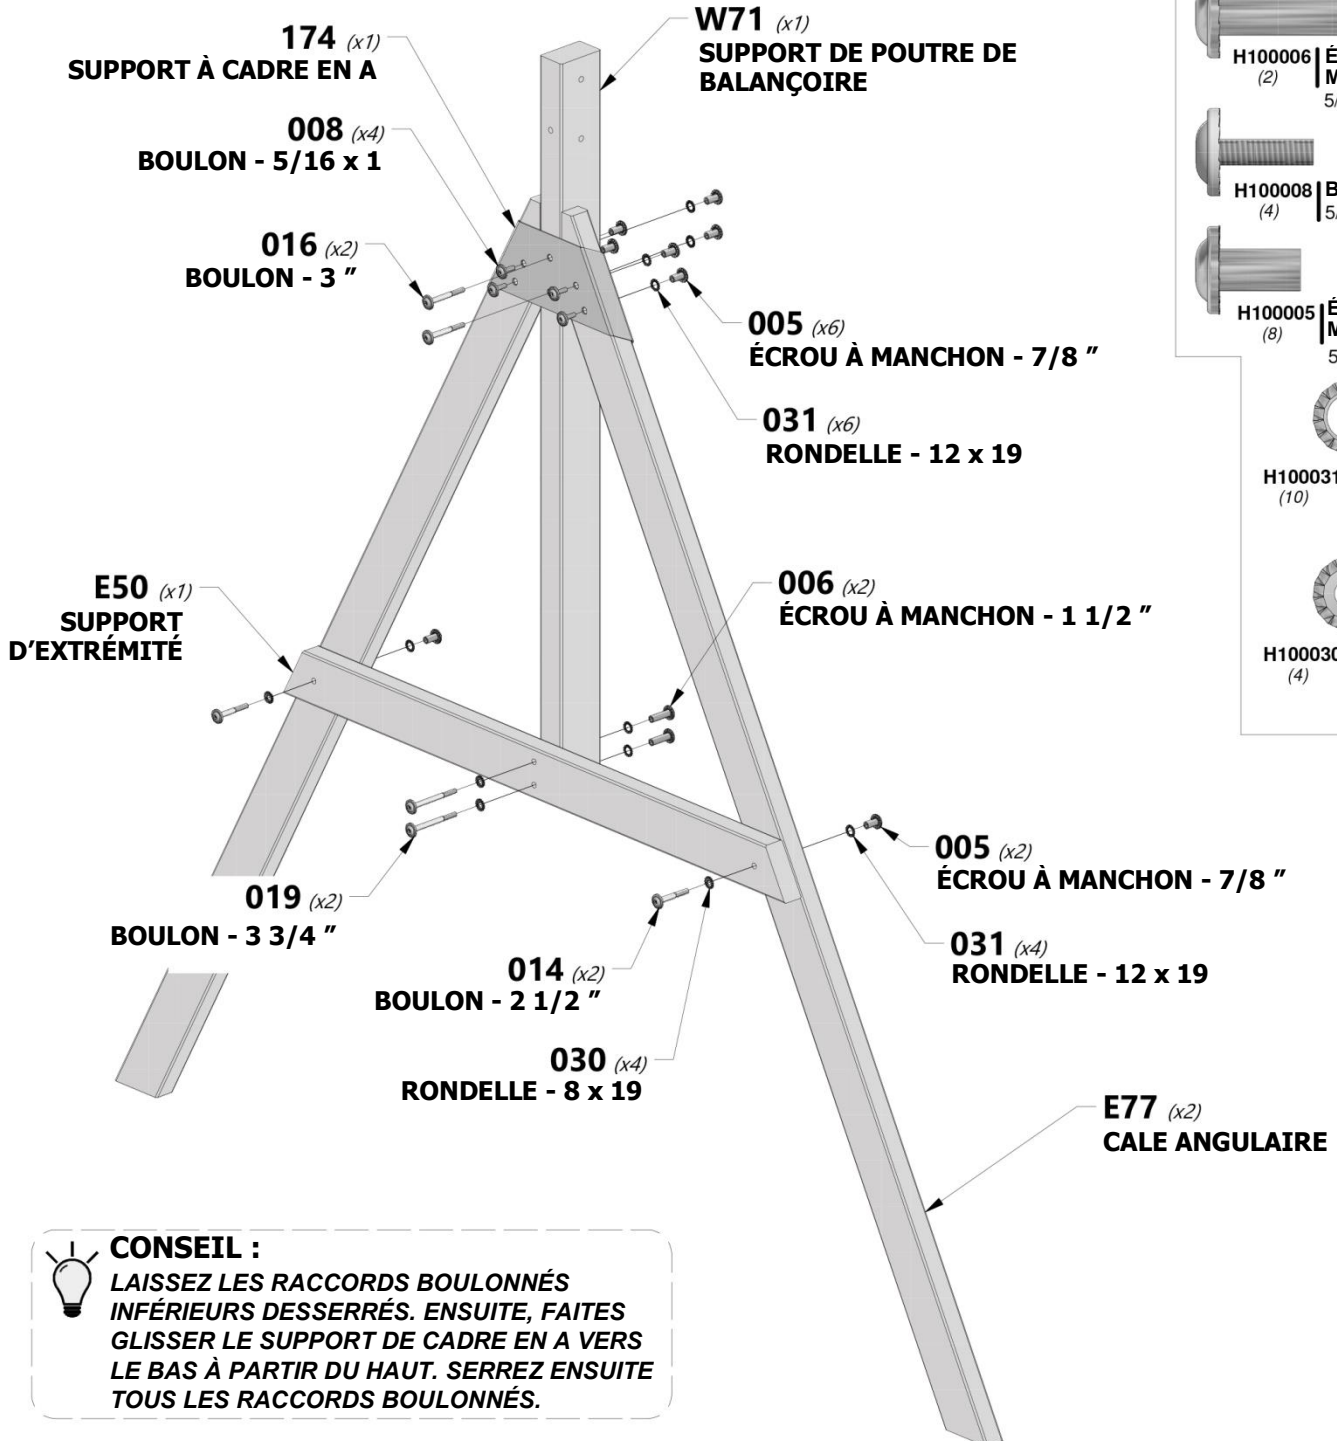 174 (x1)
SUPPORT À CADRE EN A
W71 (x1)
SUPPORT DE POUTRE DE
BALANÇOIRE
008 (x4)
BOULON - 5/16 x 1
016 (x2)
BOULON - 3 "
005 (x6)
ÉCROU À MANCHON - 7/8 "
031 (x6)
RONDELLE - 12 x 19
E50 (x1)
SUPPORT
D'EXTRÉMITÉ
006 (x2)
ÉCROU À MANCHON - 1 1/2 "
019 (x2)
BOULON - 3 3/4 "
014 (x2)
BOULON - 2 1/2 "
030 (x4)
RONDELLE - 8 x 19
005 (x2)
ÉCROU À MANCHON - 7/8 "
031 (x4)
RONDELLE - 12 x 19
E77 (x2)
CALE ANGULAIRE
H100006
(2)
H100008
(4)
H100005
(8)
H100031
(10)
H100030
(4)
CONSEIL :
LAISSEZ LES RACCORDS BOULONNÉS
INFÉRIEURS DESSERRÉS. ENSUITE, FAITES
GLISSER LE SUPPORT DE CADRE EN A VERS
LE BAS À PARTIR DU HAUT. SERREZ ENSUITE
TOUS LES RACCORDS BOULONNÉS.